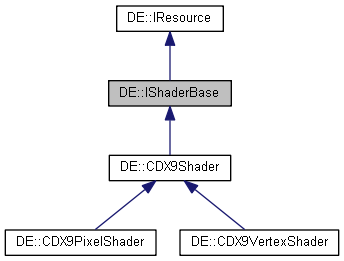 DE::IResource
DE::IShaderBase
DE::CDX9Shader
DE::CDX9PixelShader
DE::CDX9VertexShader